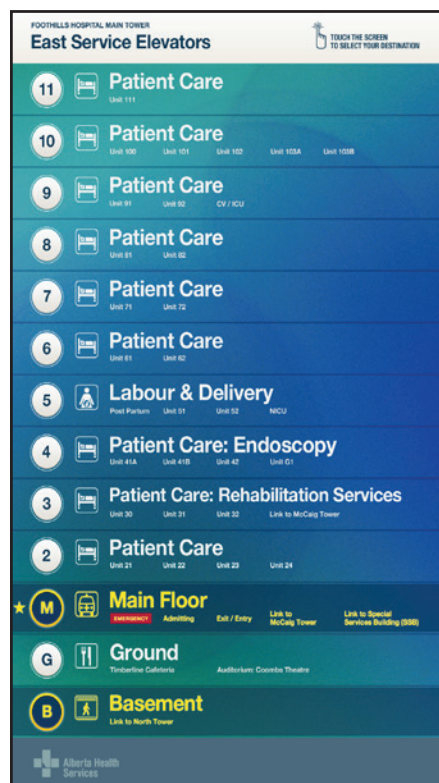 FOOTHILLS HOSPITAL MAIN TOWER
East Service Elevators
TOUCH THE SCREEN
TO SELECT YOUR DESTINATION
11 Patient Care
Unit 111
10 Patient Care
Unit 100 Unit 101 Unit 102 Unit 103A Unit 103B
9 Patient Care
Unit 91 Unit 92 CV / ICU
8 Patient Care
Unit 81 Unit 82
7 Patient Care
Unit 71 Unit 72
6 Patient Care
Unit 61 Unit 62
5 Labour & Delivery
Post Partum Unit 51 Unit 52 NICU
4 Patient Care: Endoscopy
Unit 41A Unit 41B Unit 42 Unit G1
3 Patient Care: Rehabilitation Services
Unit 30 Unit 31 Unit 32 Link to McCaig Tower
2 Patient Care
Unit 21 Unit 22 Unit 23 Unit 24
M Main Floor
EMERGENCY Admitting Exit / Entry Link to
McCaig Tower Link to Special
Services Building (SSB)
G Ground
Timberline Cafeteria Auditorium: Coombs Theatre
B Basement
Link to North Tower
Alberta Health
Services